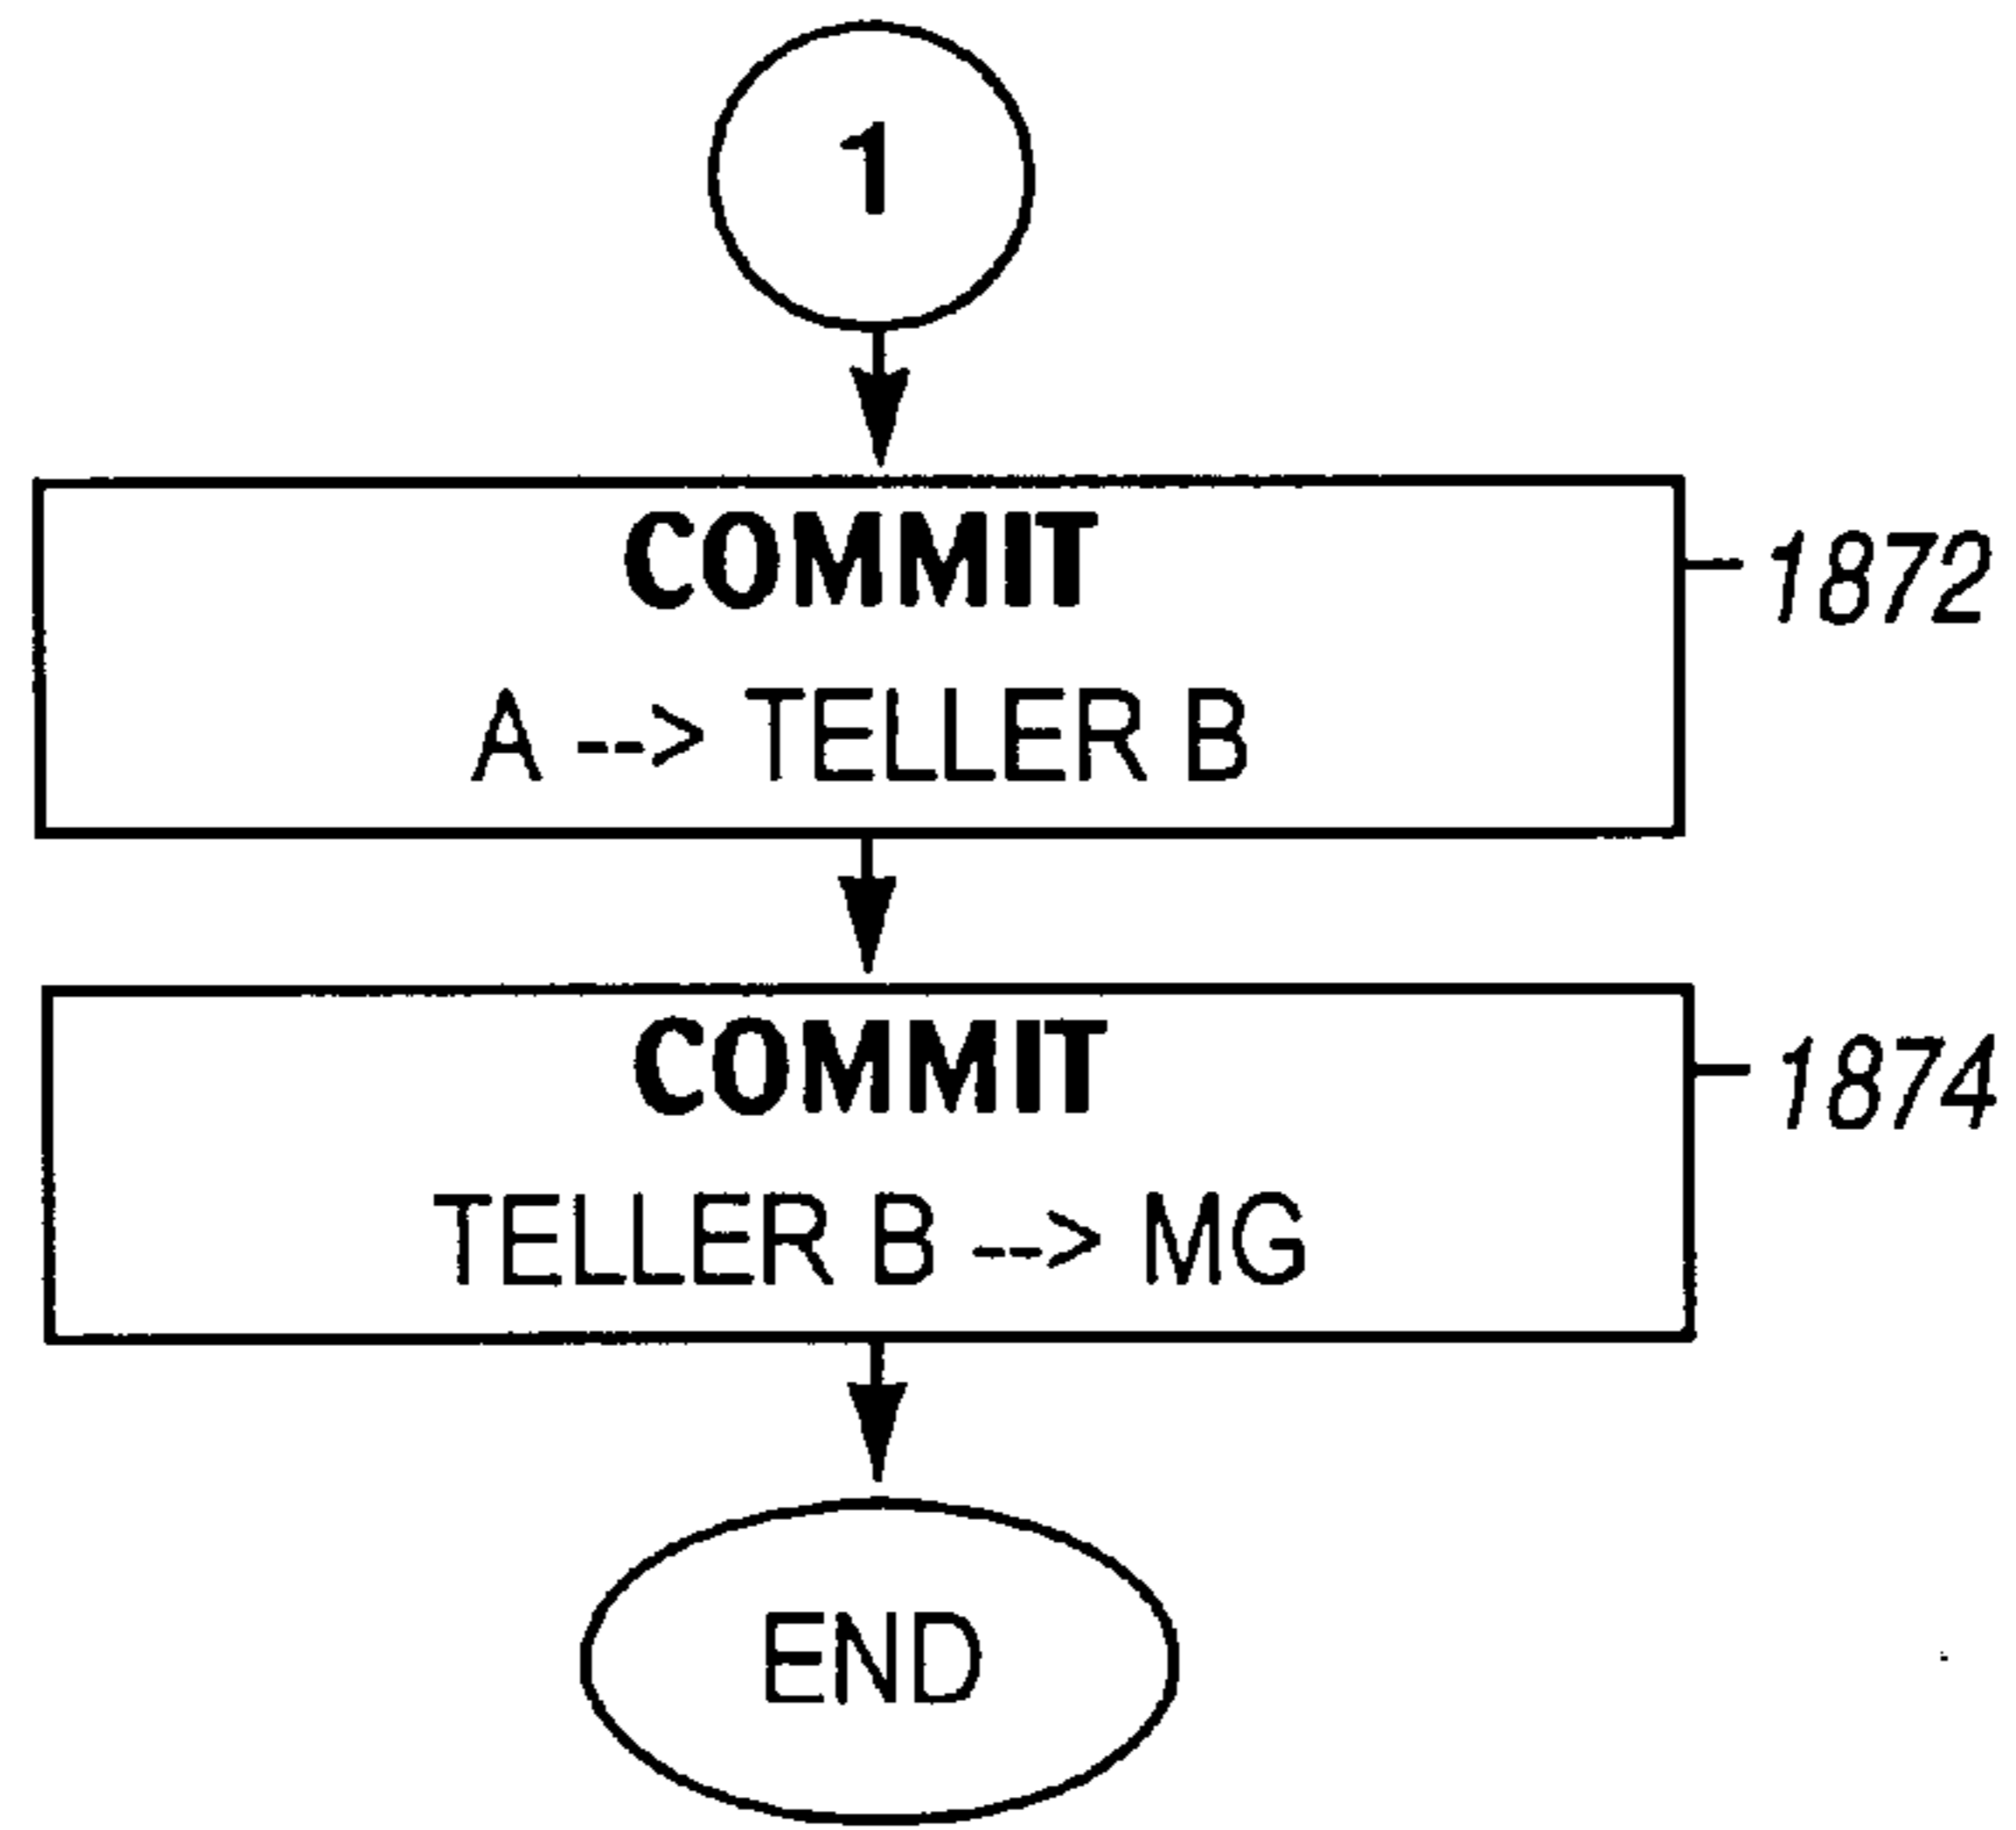 1
COMMIT
1872
A --> TELLER B
COMMIT
1874
TELLER B --> MG
END